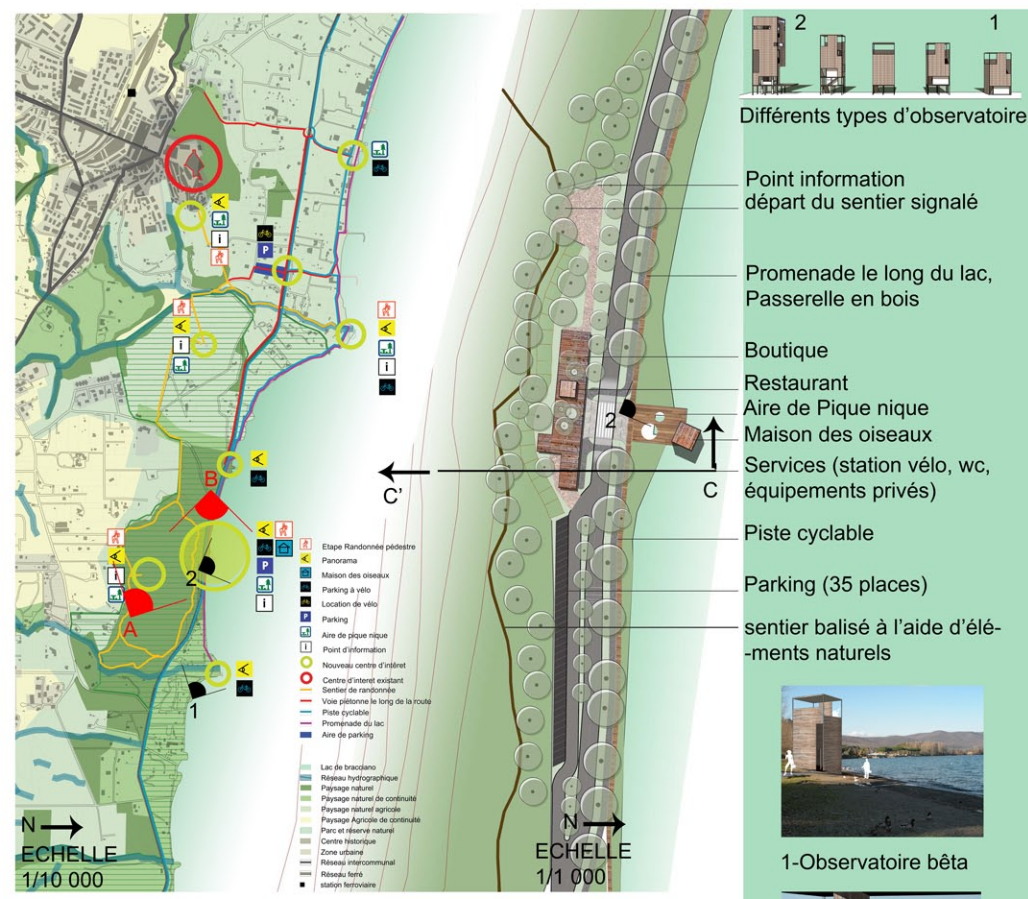 B
2
A
1
i
i
i
i
P
P
N
ECHELLE
1/10 000
Etape Randonnée pédestre
Panorama
Maison des oiseaux
Parking à vélo
Location de vélo
P
Parking
Aire de pique nique
i
Point d'information
Nouveau centre d'intéret
Centre d'interet existant
Sentier de randonnée
Voie piétonne le long de la route
Piste cyclable
Promenade du lac
Aire de parking
Lac de bracciano
Réseau hydrographique
Paysage naturel
Paysage naturel de continuité
Paysage naturel agricole
Paysage Agricole de continuité
Parc et réserve naturel
Centre historique
Zone urbaine
Réseau intercommunal
Réseau ferré
station ferroviaire
2
C'
C
N
ECHELLE
1/1 000
2 1
Différents types d'observatoire
Point information
départ du sentier signalé
Promenade le long du lac,
Passerelle en bois
Boutique
Restaurant
Aire de Pique nique
Maison des oiseaux
Services (station vélo, wc,
équipements privés)
Piste cyclable
Parking (35 places)
sentier balisé à l'aide d'élé-
-ments naturels
1-Observatoire bêta